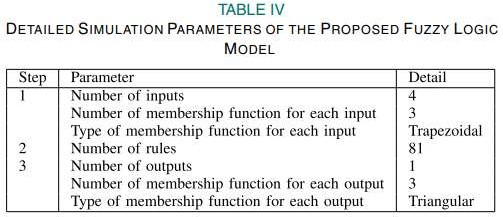 TABLE IV
DETAILED SIMULATION PARAMETERS OF THE PROPOSED FUZZY LOGIC
MODEL
Step Parameter Detail
1 Number of inputs 4
Number of membership function for each input 3
Type of membership function for each input Trapezoidal
2 Number of rules 81
3 Number of outputs 1
Number of membership function for each output 3
Type of membership function for each output Triangular